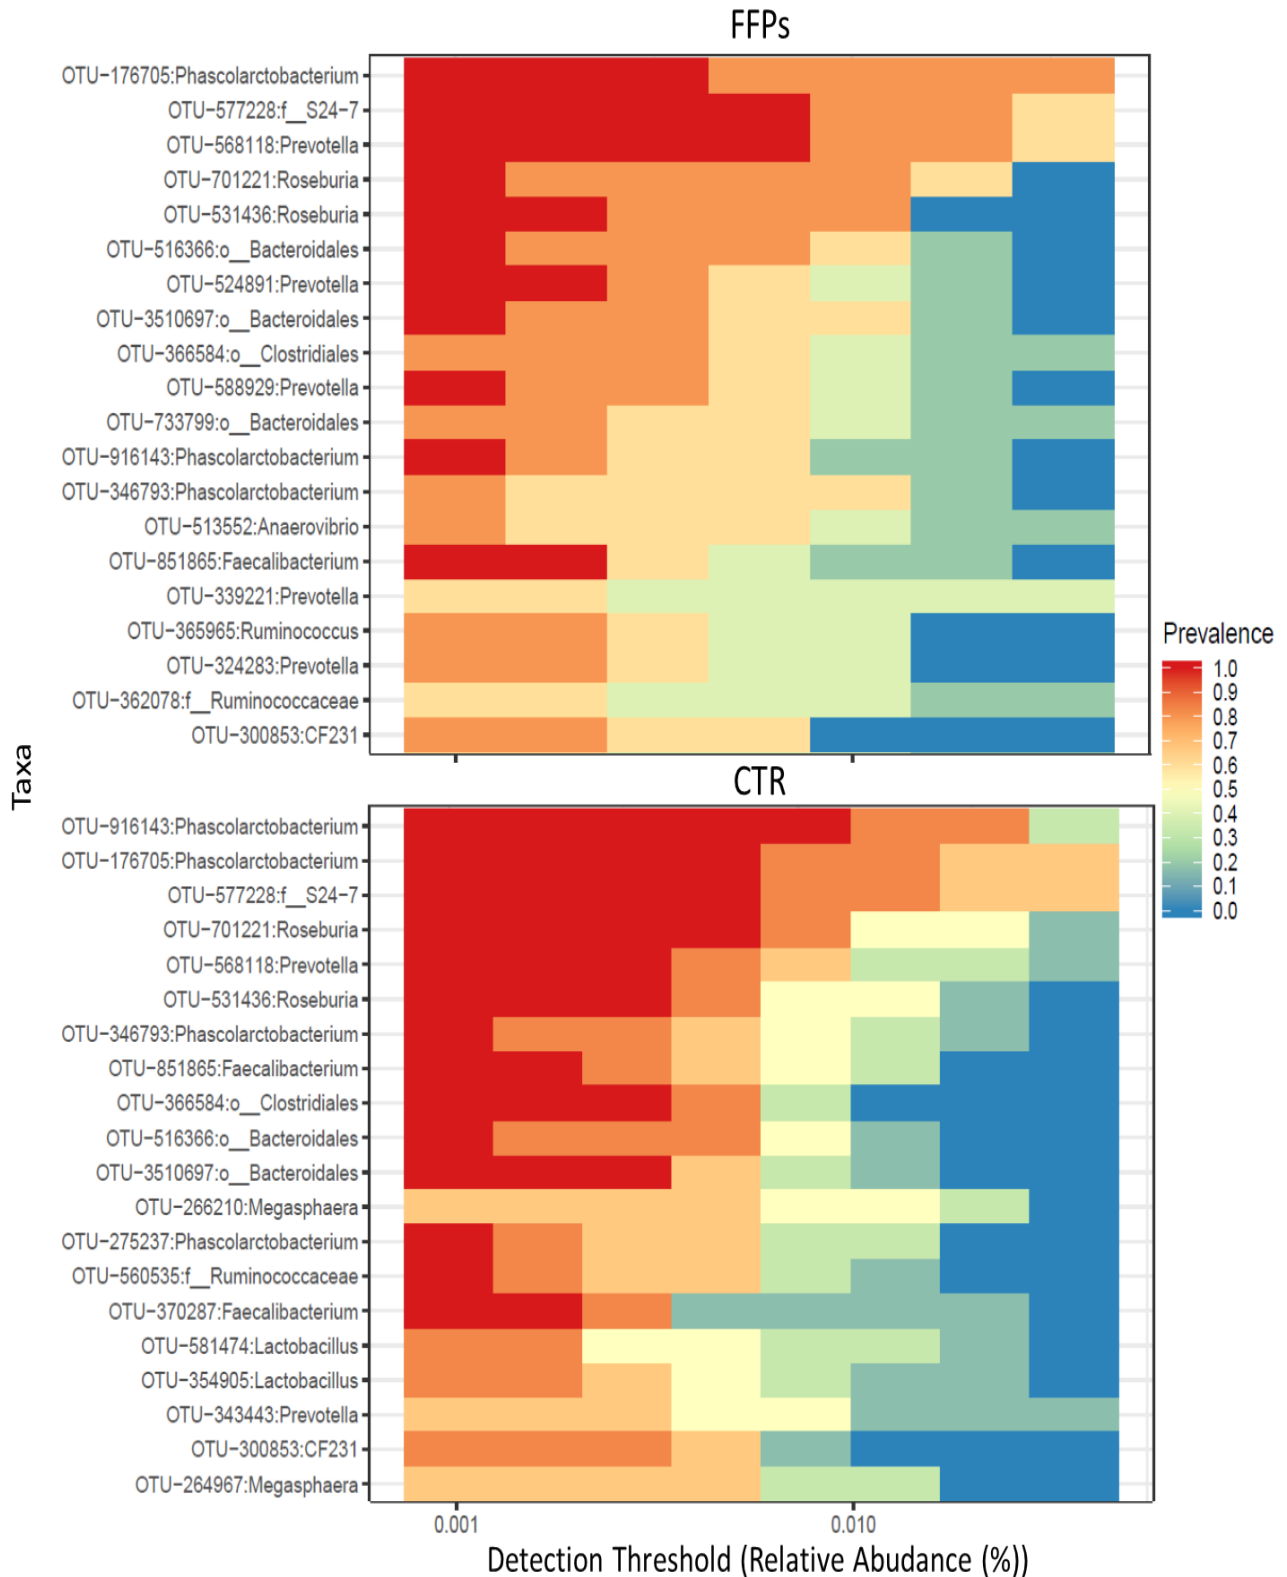 FFPs
OTU−176705:Phascolarctobacterium
OTU−577228:f__S24−7
OTU−568118:Prevotella
OTU−701221:Roseburia
OTU−531436:Roseburia
OTU−516366:o__Bacteroidales
OTU−524891:Prevotella
OTU−3510697:o__Bacteroidales
OTU−366584:o__Clostridiales
OTU−588929:Prevotella
OTU−733799:o__Bacteroidales
OTU−916143:Phascolarctobacterium
OTU−346793:Phascolarctobacterium
OTU−513552:Anaerovibrio
OTU−851865:Faecalibacterium
OTU−339221:Prevotella
OTU−365965:Ruminococcus
OTU−324283:Prevotella
OTU−362078:f__Ruminococcaceae
OTU−300853:CF231
Prevalence
1.0
0.9
0.8
0.7
0.6
0.5
0.4
0.3
0.2
0.1
0.0
Taxa
CTR
OTU−916143:Phascolarctobacterium
OTU−176705:Phascolarctobacterium
OTU−577228:f__S24−7
OTU−701221:Roseburia
OTU−568118:Prevotella
OTU−531436:Roseburia
OTU−346793:Phascolarctobacterium
OTU−851865:Faecalibacterium
OTU−366584:o__Clostridiales
OTU−516366:o__Bacteroidales
OTU−3510697:o__Bacteroidales
OTU−266210:Megasphaera
OTU−275237:Phascolarctobacterium
OTU−560535:f__Ruminococcaceae
OTU−370287:Faecalibacterium
OTU−581474:Lactobacillus
OTU−354905:Lactobacillus
OTU−343443:Prevotella
OTU−300853:CF231
OTU−264967:Megasphaera
0.001 0.010
Detection Threshold (Relative Abudance (%))